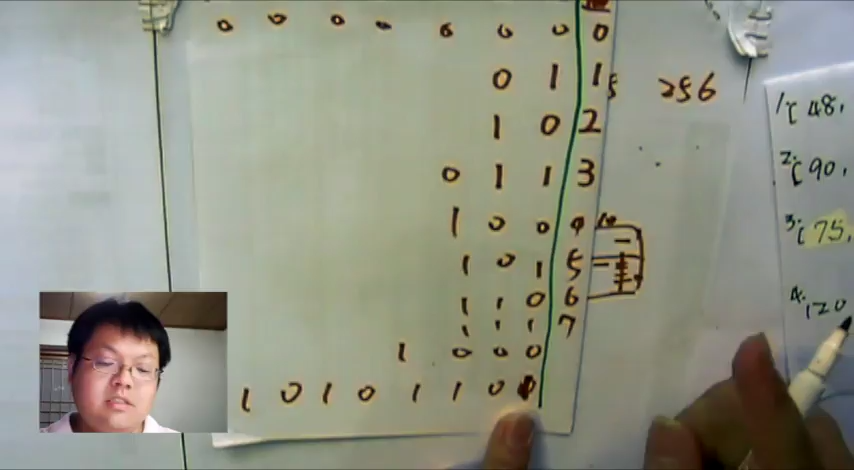 0 0 0 0 0 0 0 0
0 1 1 256
1 0 2
0 1 1 3
1 0 0 4
1 0 1 5
1 1 0 6
1 1 1 7
1 0 0 0
1 0 1 0 1 1 0
1. [ 48,
2. [ 90,
3. [ 75,
4. 120